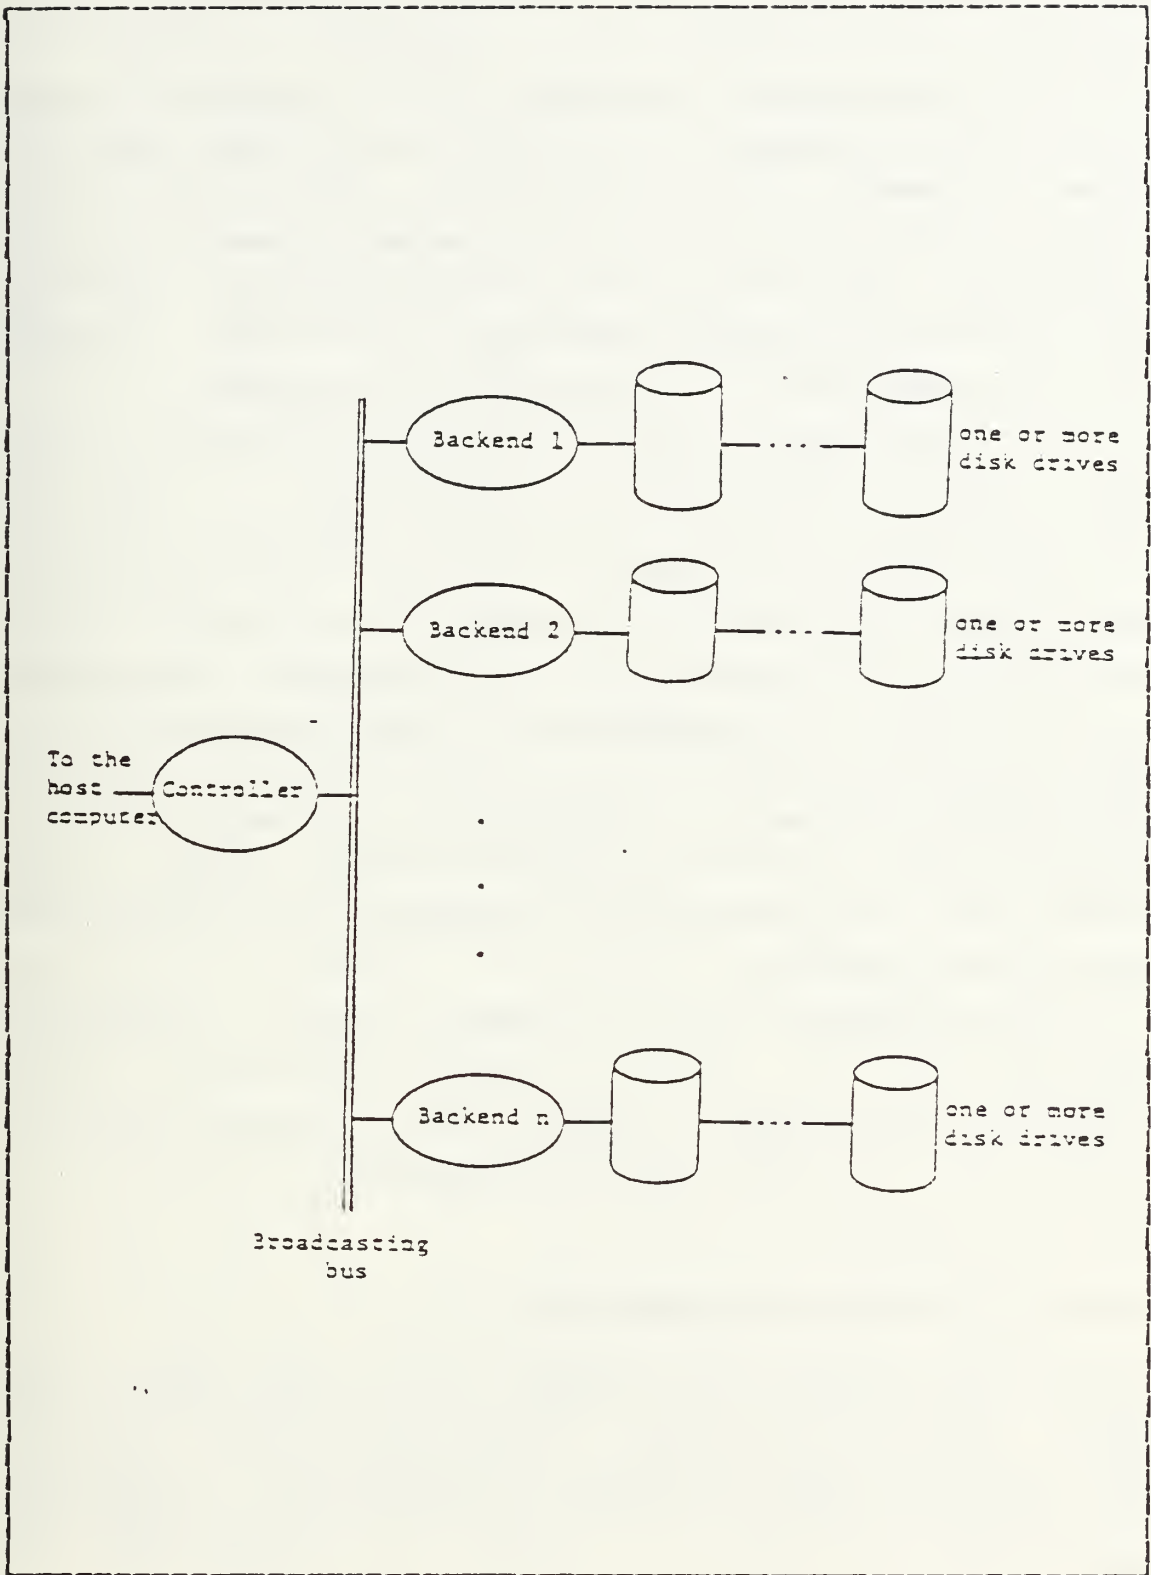 Backend 1
one or more
disk drives
Backend 2
one or more
disk drives
To the
host
computer
Controller
Backend n
one or more
disk drives
Broadcasting
bus